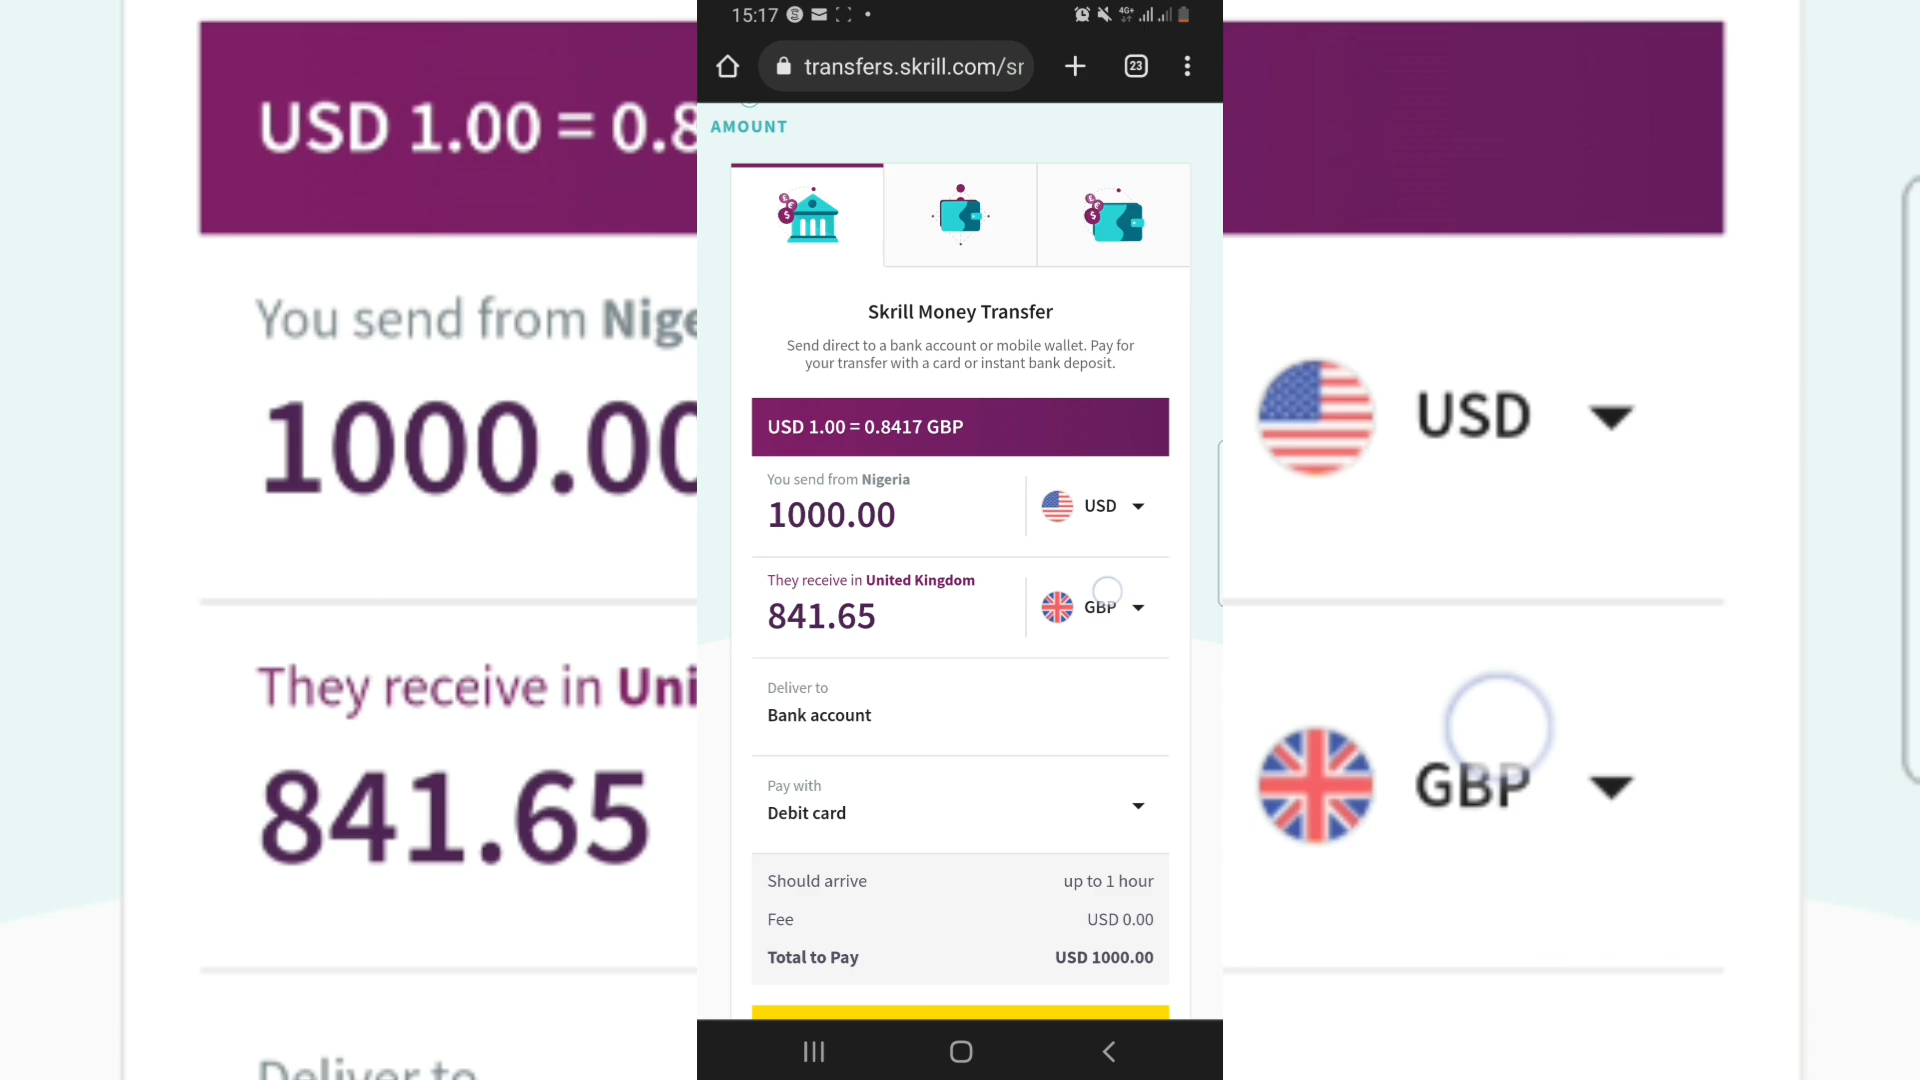 15:17
4G+
transfers.skrill.com/sr
23
AMOUNT
Skrill Money Transfer
Send direct to a bank account or mobile wallet. Pay for
your transfer with a card or instant bank deposit.
USD 1.00 = 0.8417 GBP
You send from Nigeria
1000.00
USD
They receive in United Kingdom
841.65
GBP
Deliver to
Bank account
Pay with
Debit card
Should arrive up to 1 hour
Fee USD 0.00
Total to Pay USD 1000.00
USD 1.00 = 0.8
You send from Nige
1000.00
USD
They receive in Uni
841.65
GBP
Deliver to